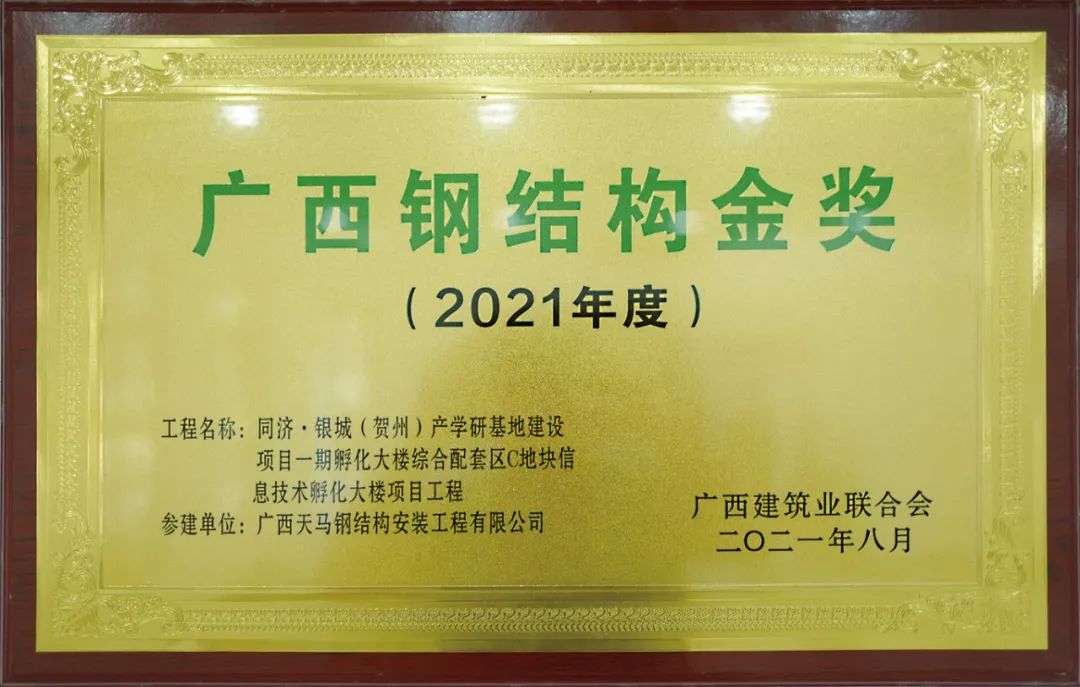 广西钢结构金奖
（2021年度）
工程名称：同济·银城（贺州）产学研基地建设
项目一期孵化大楼综合配套区C地块信
息技术孵化大楼项目工程
参建单位：广西天马钢结构安装工程有限公司
广西建筑业联合会
二〇二一年八月